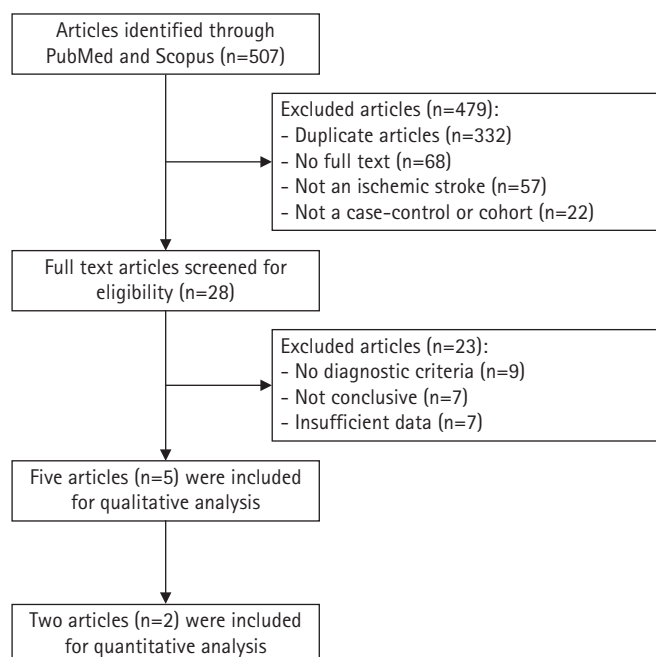 Articles identified through
PubMed and Scopus (n=507)
Excluded articles (n=479):
- Duplicate articles (n=332)
- No full text (n=68)
- Not an ischemic stroke (n=57)
- Not a case-control or cohort (n=22)
Full text articles screened for
eligibility (n=28)
Excluded articles (n=23):
- No diagnostic criteria (n=9)
- Not conclusive (n=7)
- Insufficient data (n=7)
Five articles (n=5) were included
for qualitative analysis
Two articles (n=2) were included
for quantitative analysis